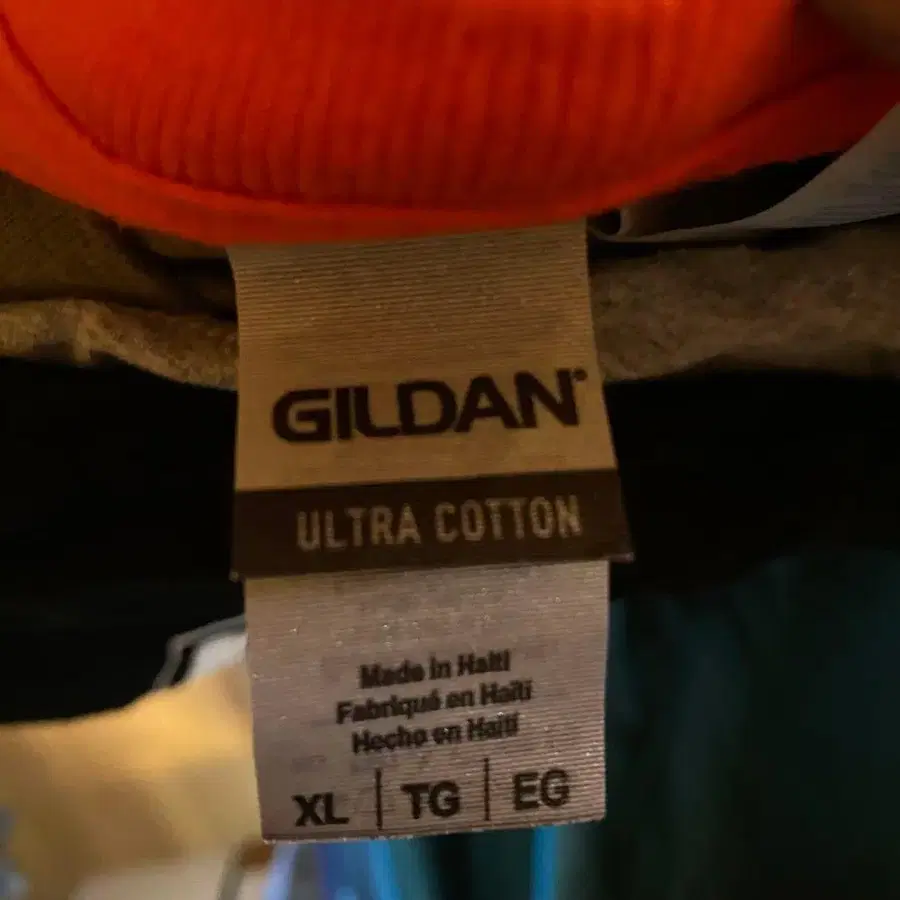 GILDAN
ULTRA COTTON
Made in Haiti
Fabriqué en Haïti
Hecho en Haití
XL | TG | EG